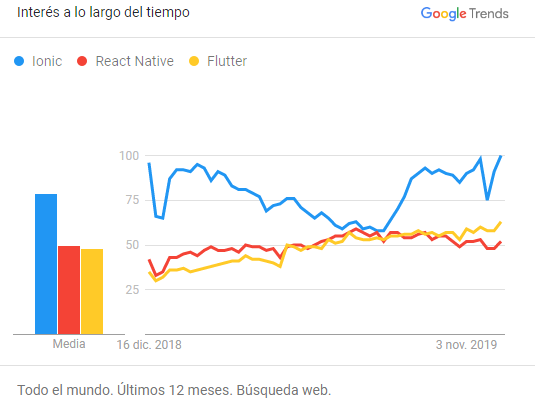 Interés a lo largo del tiempo
Google Trends
Ionic
React Native
Flutter
100
75
50
25
Media
16 dic. 2018
3 nov. 2019
Todo el mundo. Últimos 12 meses. Búsqueda web.